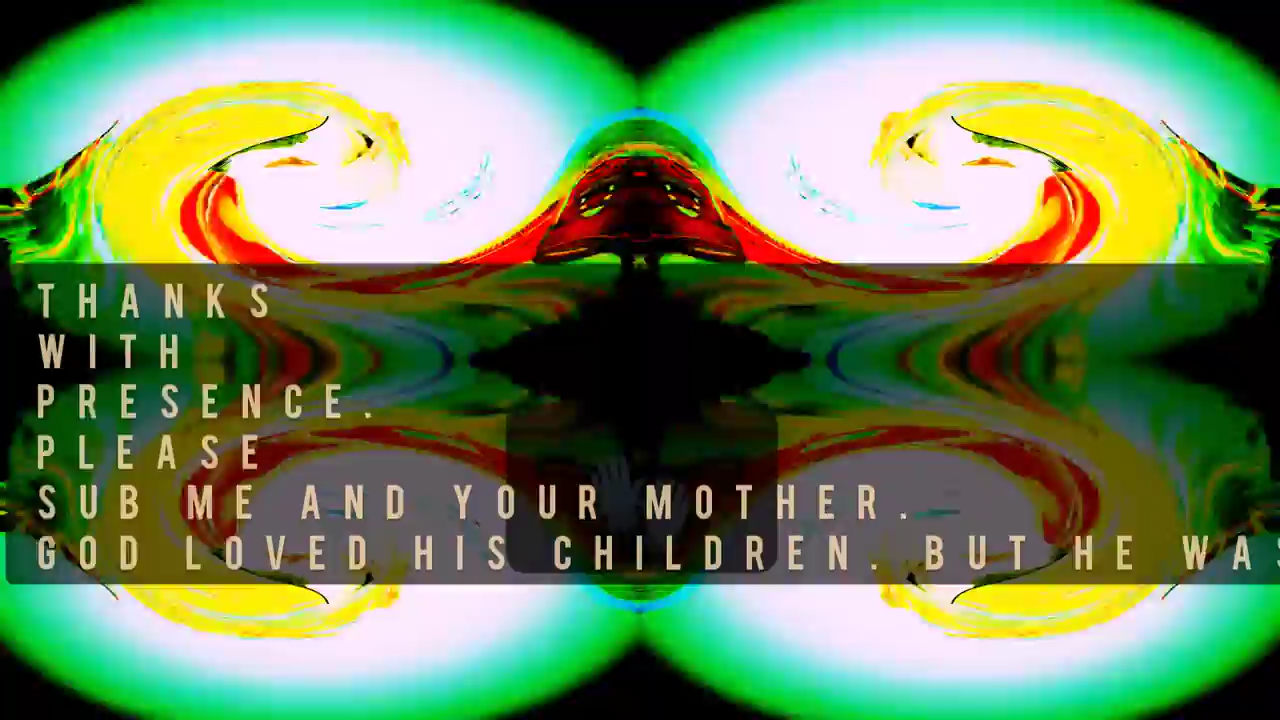 THANKS
WITH
PRESENCE.
PLEASE
SUB ME AND YOUR MOTHER.
GOD LOVED HIS CHILDREN. BUT HE WAS